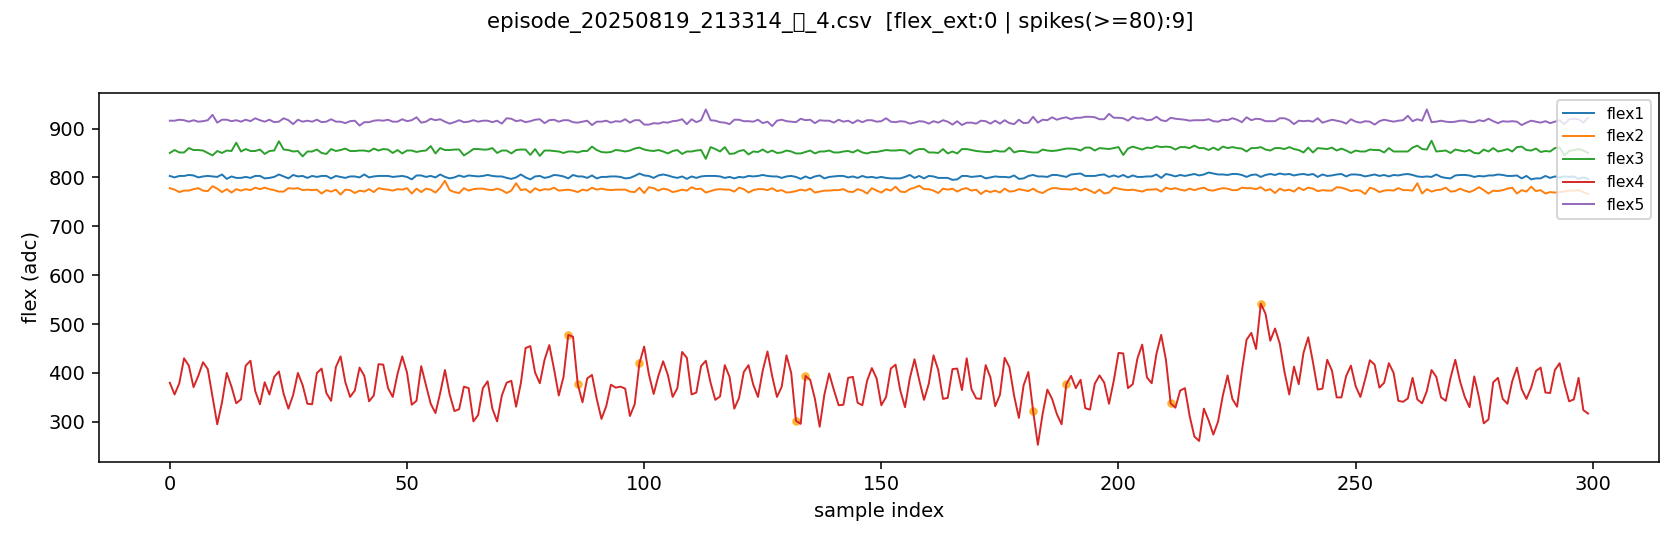 episode_20250819_213314_▯_4.csv [flex_ext:0 | spikes(>=80):9]
flex (adc)
900
800
700
600
500
400
300
flex1
flex2
flex3
flex4
flex5
0 50 100 150 200 250 300
sample index